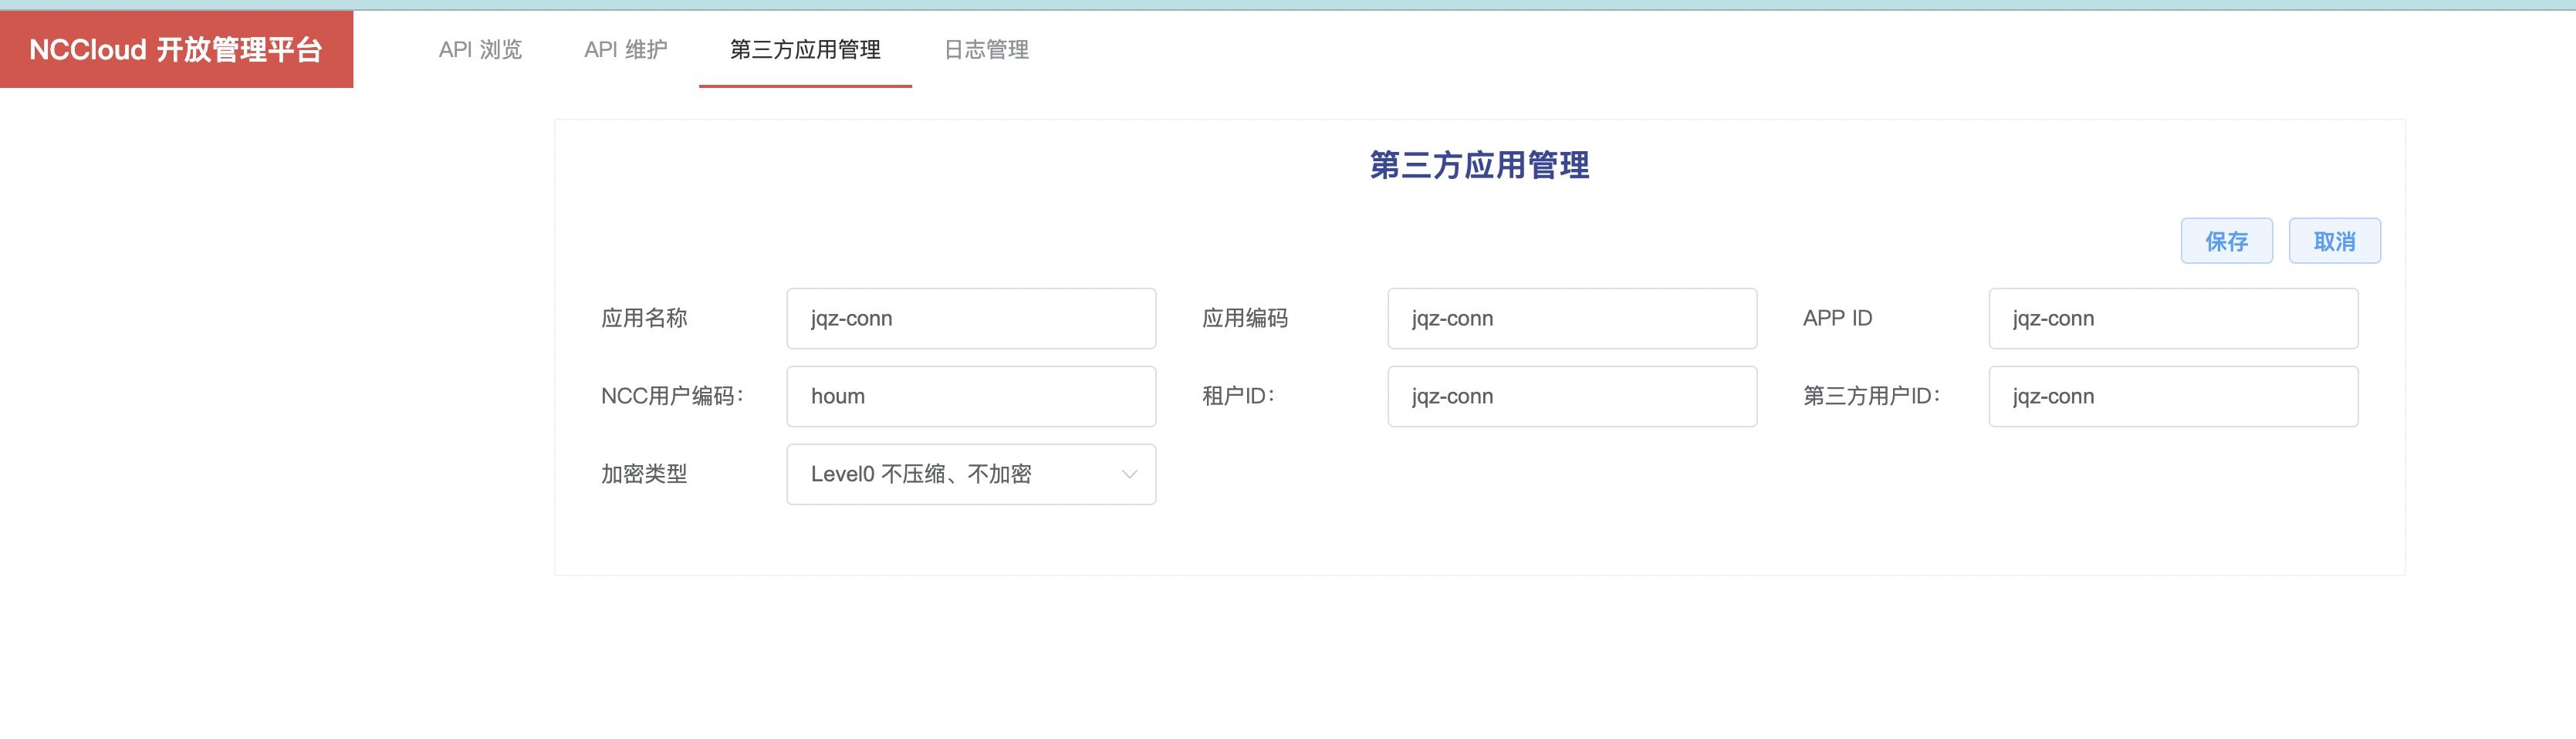 NCCloud 开放管理平台 API 浏览 API 维护 第三方应用管理 日志管理
第三方应用管理
保存 取消
应用名称 jqz-conn 应用编码 jqz-conn APP ID jqz-conn
NCC用户编码： houm 租户ID： jqz-conn 第三方用户ID： jqz-conn
加密类型 Level0 不压缩、不加密